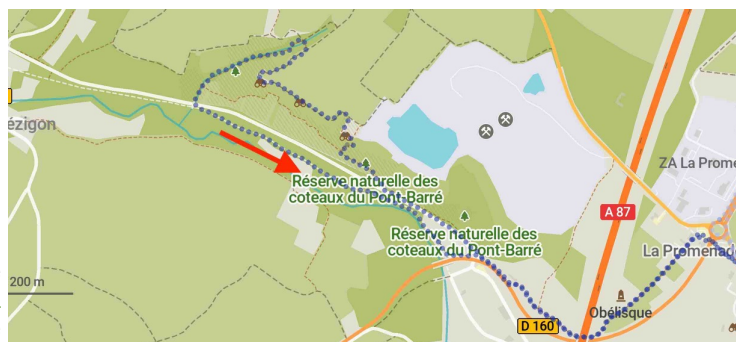 ézigon
Réserve naturelle des
coteaux du Pont-Barré
ZA La Prome
A 87
Réserve naturelle des
coteaux du Pont-Barré
La Promenad
200 m
Obélisque
D 160